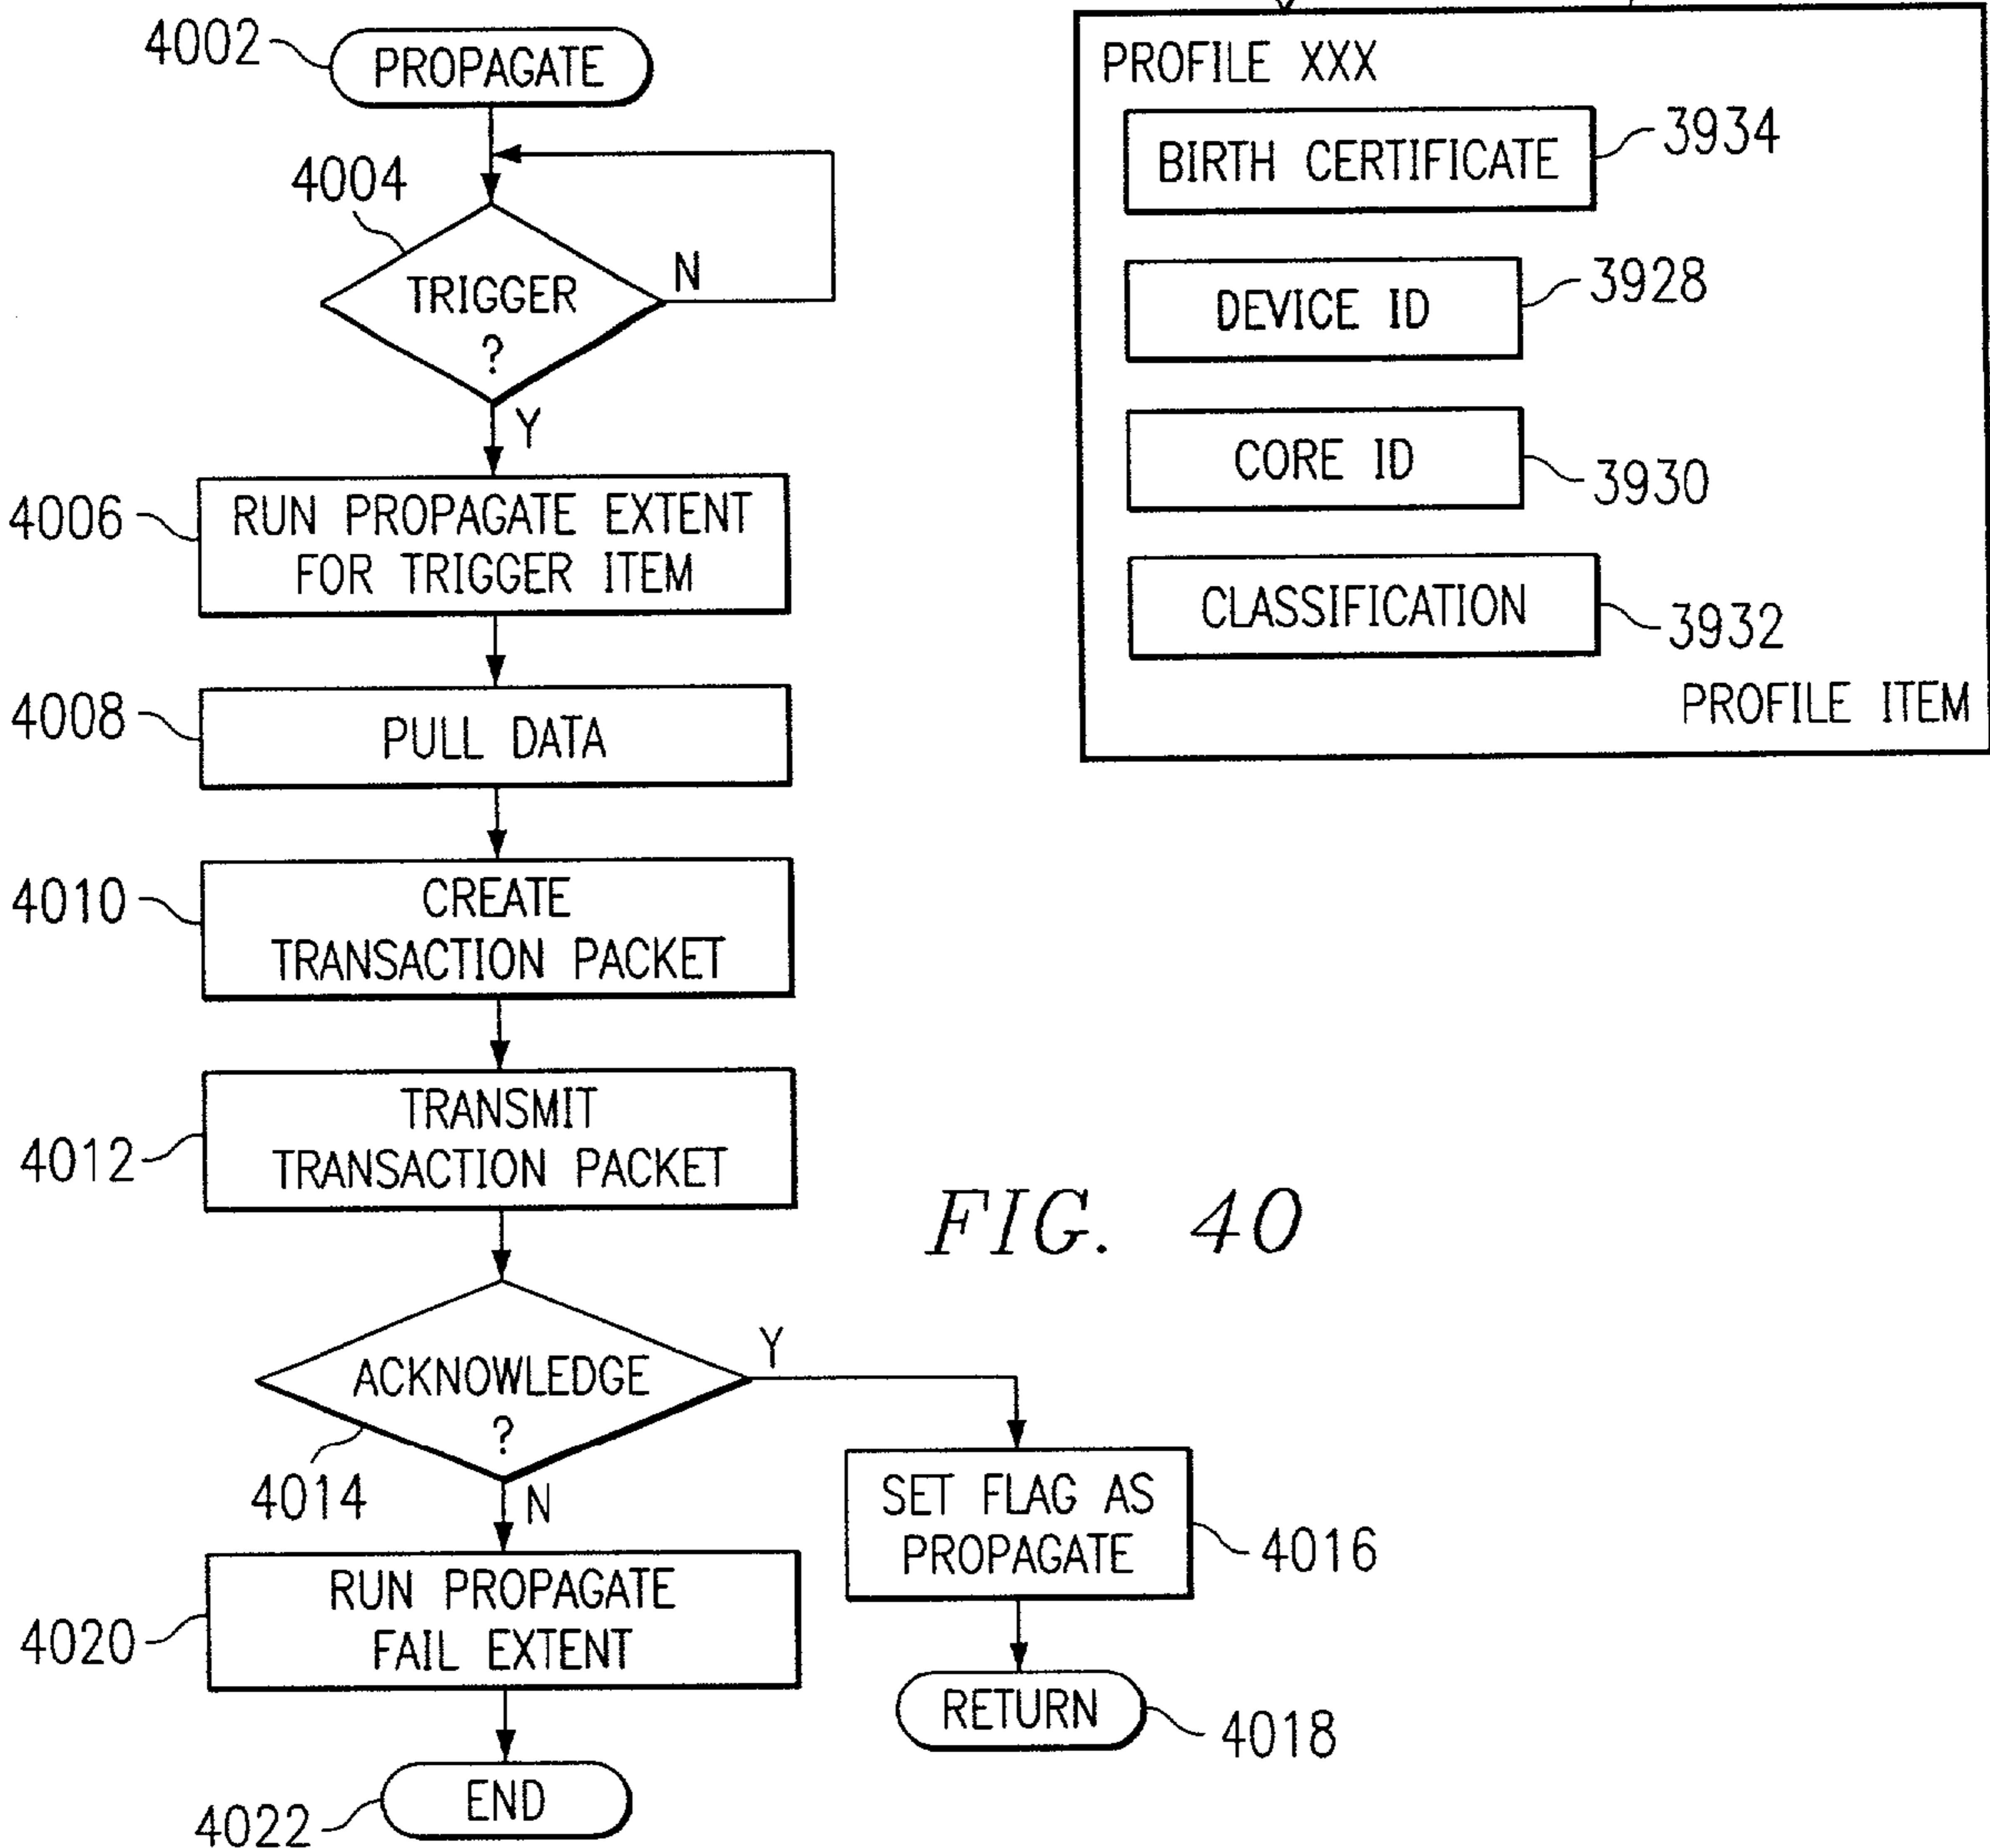 4002
PROPAGATE
4004
TRIGGER
?
N
Y
4006
RUN PROPAGATE EXTENT
FOR TRIGGER ITEM
4008
PULL DATA
4010
CREATE
TRANSACTION PACKET
4012
TRANSMIT
TRANSACTION PACKET
ACKNOWLEDGE
?
Y
4014
N
4020
RUN PROPAGATE
FAIL EXTENT
4022
END
SET FLAG AS
PROPAGATE
4016
RETURN
4018
PROFILE XXX
BIRTH CERTIFICATE
3934
DEVICE ID
3928
CORE ID
3930
CLASSIFICATION
3932
PROFILE ITEM
FIG. 40